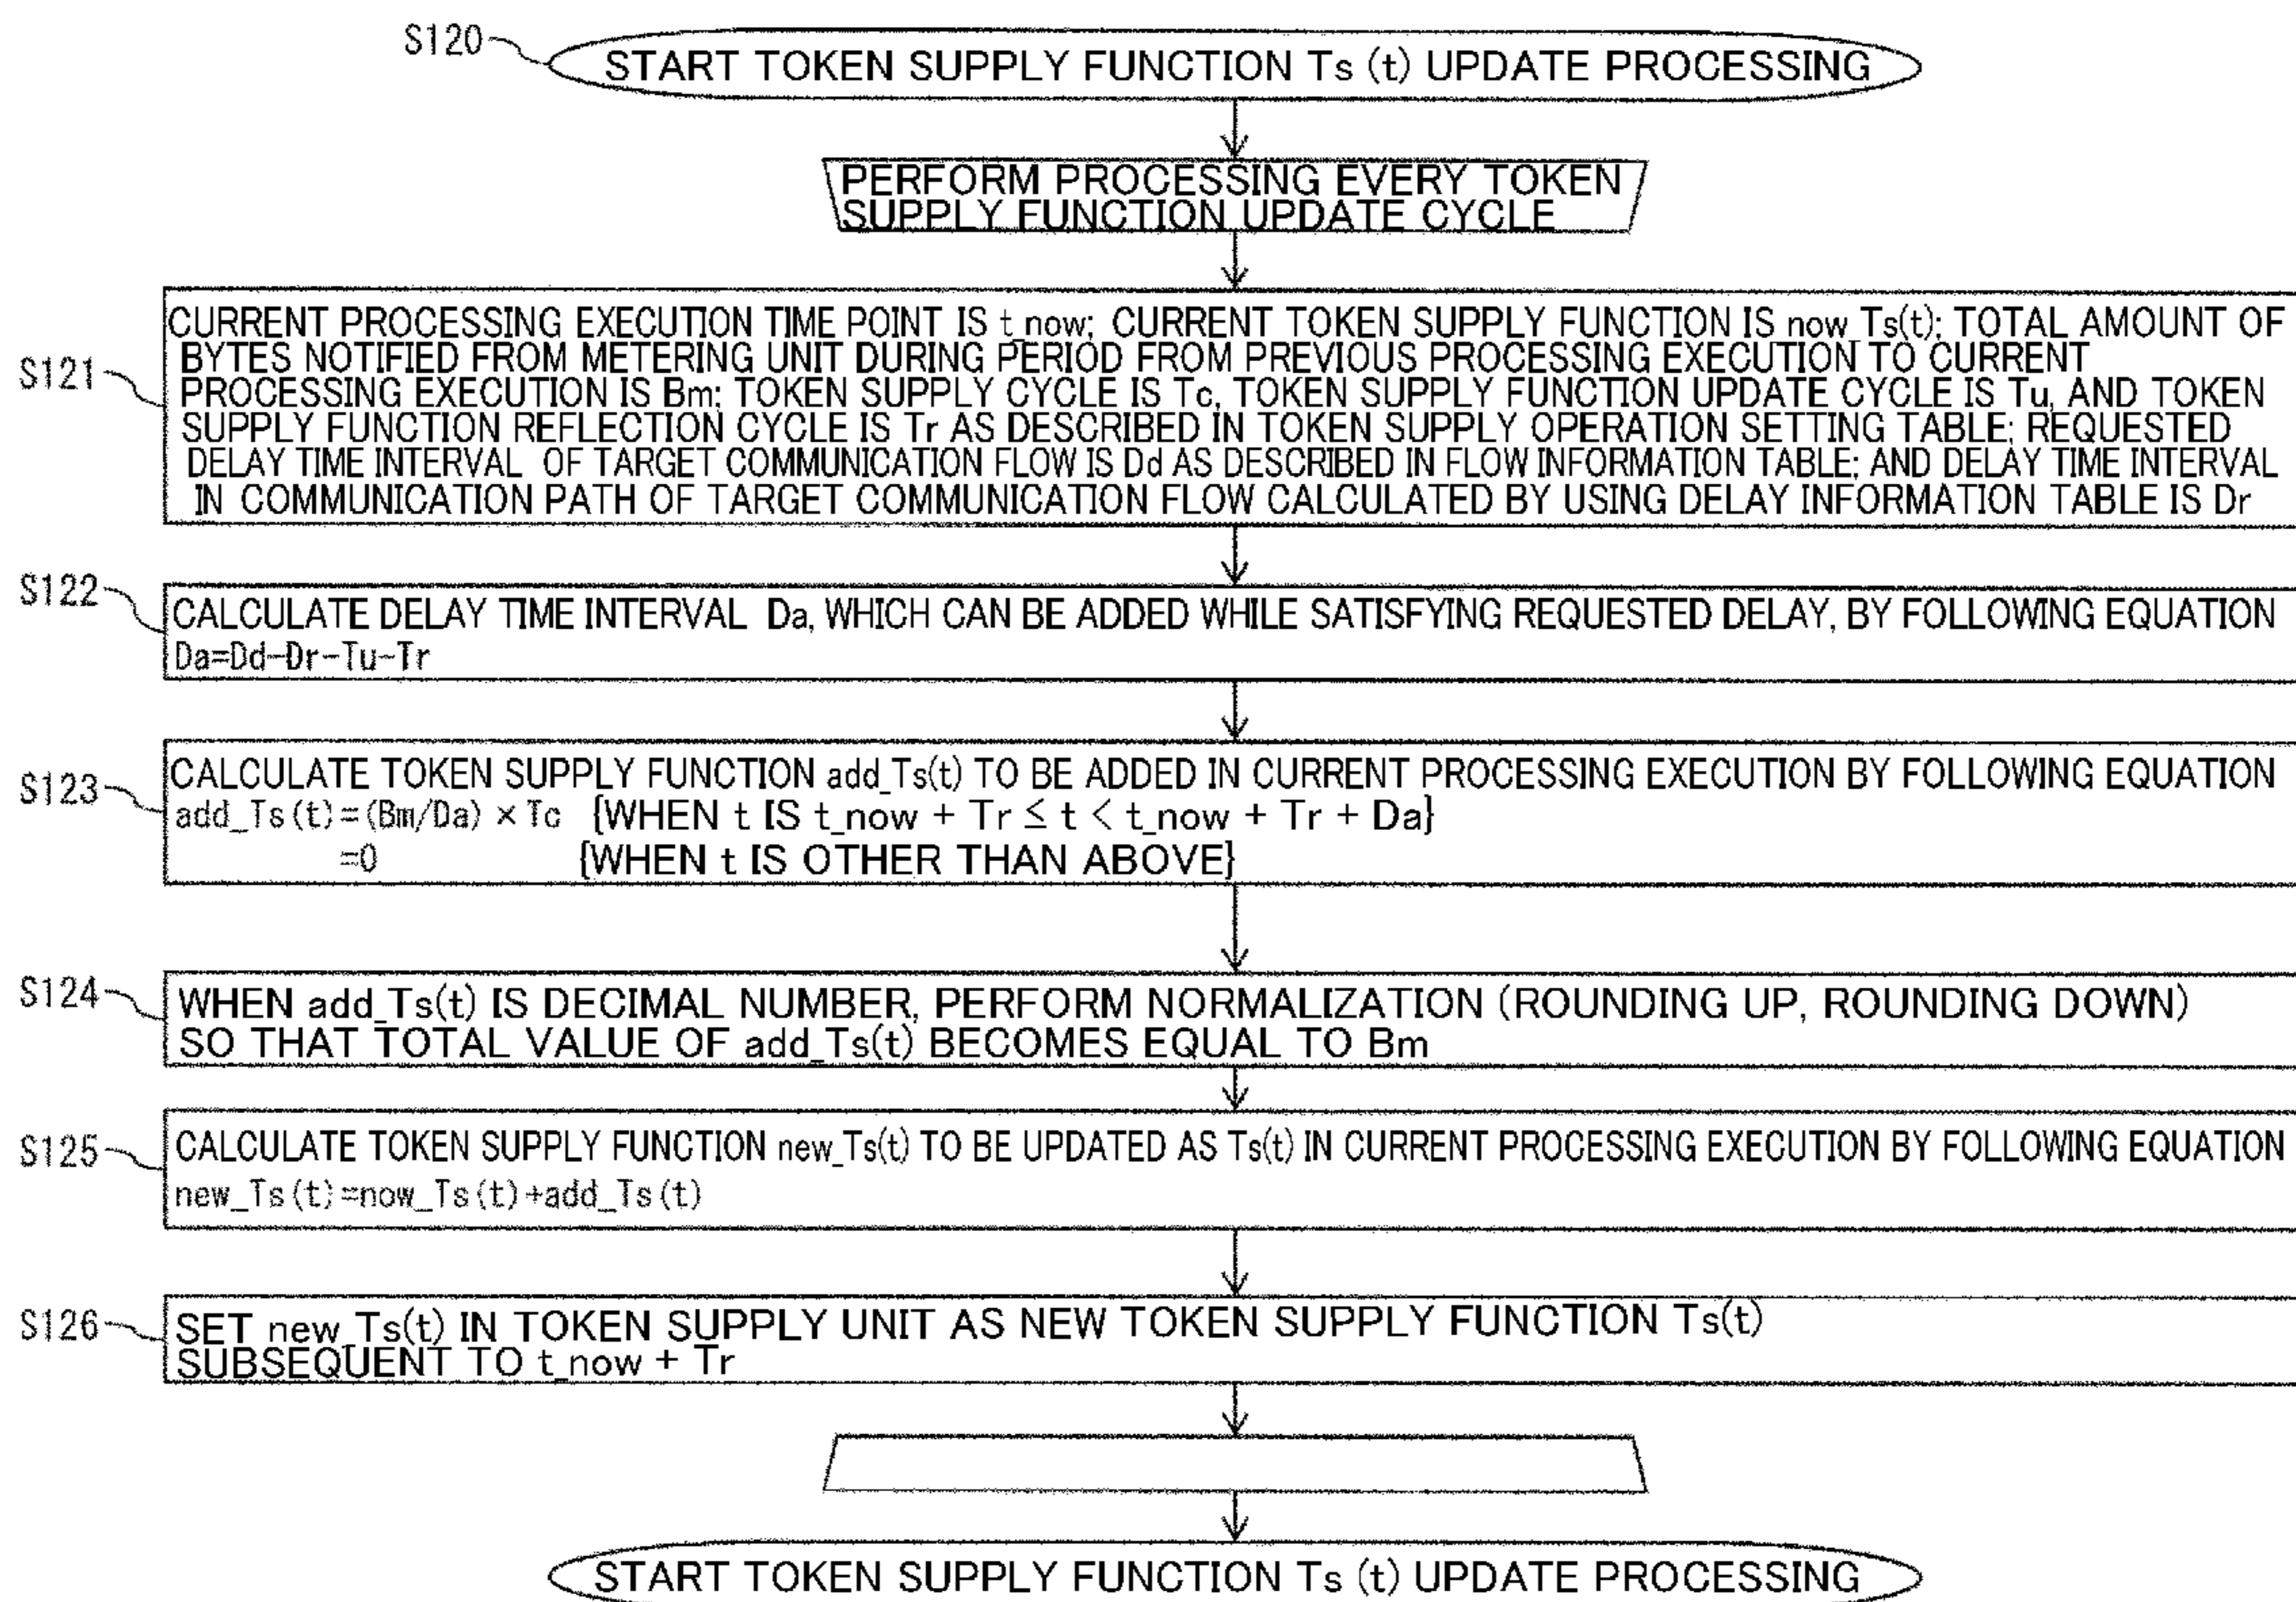 S120
START TOKEN SUPPLY FUNCTION Ts (t) UPDATE PROCESSING
PERFORM PROCESSING EVERY TOKEN
SUPPLY FUNCTION UPDATE CYCLE
S121
CURRENT PROCESSING EXECUTION TIME POINT IS t_now; CURRENT TOKEN SUPPLY FUNCTION IS now_Ts(t); TOTAL AMOUNT OF
BYTES NOTIFIED FROM METERING UNIT DURING PERIOD FROM PREVIOUS PROCESSING EXECUTION TO CURRENT
PROCESSING EXECUTION IS Bm; TOKEN SUPPLY CYCLE IS Tc, TOKEN SUPPLY FUNCTION UPDATE CYCLE IS Tu, AND TOKEN
SUPPLY FUNCTION REFLECTION CYCLE IS Tr AS DESCRIBED IN TOKEN SUPPLY OPERATION SETTING TABLE; REQUESTED
DELAY TIME INTERVAL OF TARGET COMMUNICATION FLOW IS Dd AS DESCRIBED IN FLOW INFORMATION TABLE; AND DELAY TIME INTERVAL
IN COMMUNICATION PATH OF TARGET COMMUNICATION FLOW CALCULATED BY USING DELAY INFORMATION TABLE IS Dr
S122
CALCULATE DELAY TIME INTERVAL Da, WHICH CAN BE ADDED WHILE SATISFYING REQUESTED DELAY, BY FOLLOWING EQUATION
Da=Dd-Dr-Tu-Tr
S123
CALCULATE TOKEN SUPPLY FUNCTION add_Ts(t) TO BE ADDED IN CURRENT PROCESSING EXECUTION BY FOLLOWING EQUATION
add_Ts(t)=(Bm/Da) × Tc {WHEN t IS t_now + Tr ≤ t < t_now + Tr + Da}
=0 {WHEN t IS OTHER THAN ABOVE}
S124
WHEN add_Ts(t) IS DECIMAL NUMBER, PERFORM NORMALIZATION (ROUNDING UP, ROUNDING DOWN)
SO THAT TOTAL VALUE OF add_Ts(t) BECOMES EQUAL TO Bm
S125
CALCULATE TOKEN SUPPLY FUNCTION new_Ts(t) TO BE UPDATED AS Ts(t) IN CURRENT PROCESSING EXECUTION BY FOLLOWING EQUATION
new_Ts(t)=now_Ts(t)+add_Ts(t)
S126
SET new_Ts(t) IN TOKEN SUPPLY UNIT AS NEW TOKEN SUPPLY FUNCTION Ts(t)
SUBSEQUENT TO t_now + Tr
START TOKEN SUPPLY FUNCTION Ts (t) UPDATE PROCESSING